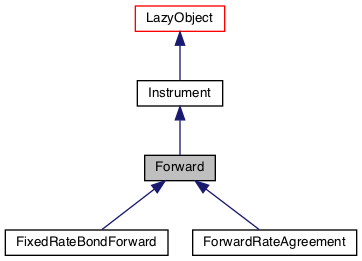 LazyObject
Instrument
Forward
FixedRateBondForward
ForwardRateAgreement